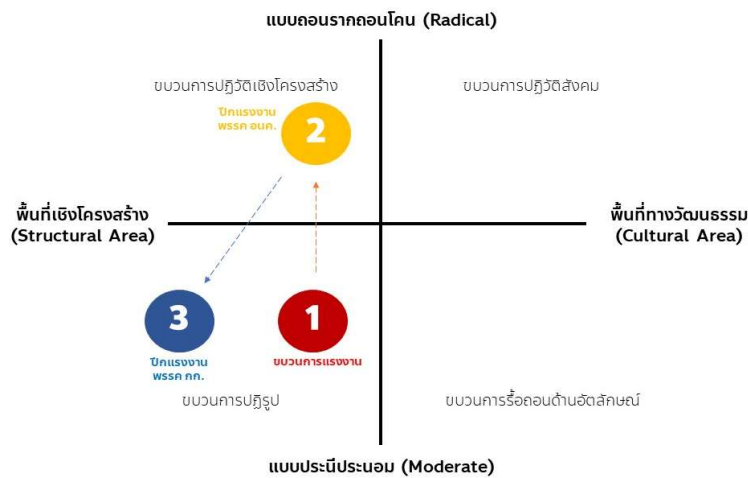 แบบถอนรากถอนโคน (Radical)
ขบวนการปฏิวัติเชิงโครงสร้าง
ขบวนการปฏิวัติสังคม
ปีกแรงงาน
พรรค อนค.
2
พื้นที่เชิงโครงสร้าง
(Structural Area)
พื้นที่ทางวัฒนธรรม
(Cultural Area)
3
1
ปีกแรงงาน
พรรค กก.
ขบวนการแรงงาน
ขบวนการปฏิรูป
ขบวนการรื้อถอนด้านอัตลักษณ์
แบบประนีประนอม (Moderate)